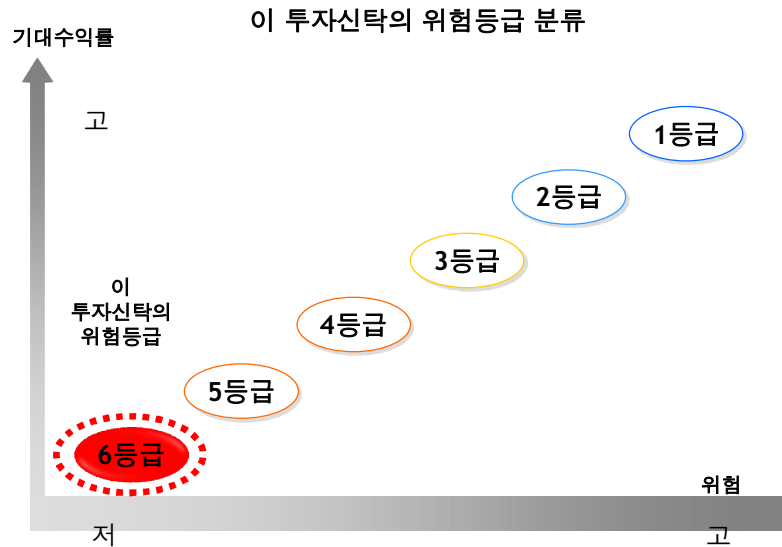 이 투자신탁의 위험등급 분류
기대수익률
고
1등급
2등급
3등급
이
투자신탁의
위험등급
4등급
5등급
6등급
위험
저
고